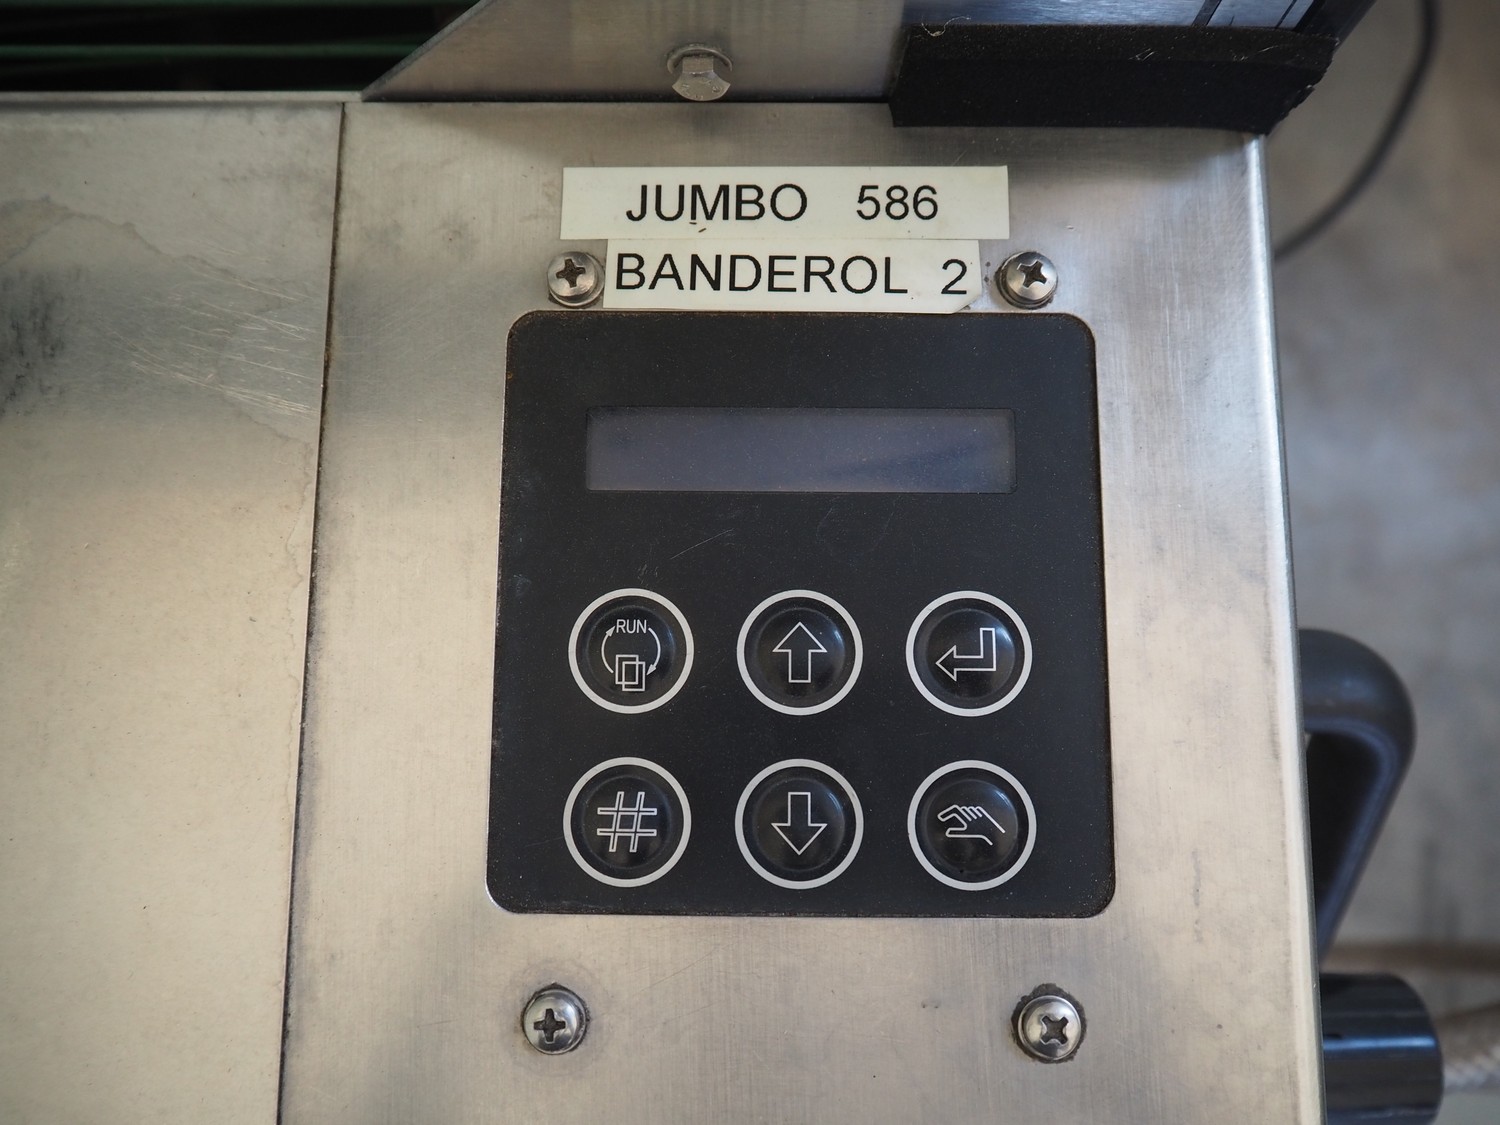 JUMBO 586
BANDEROL 2
RUN
#